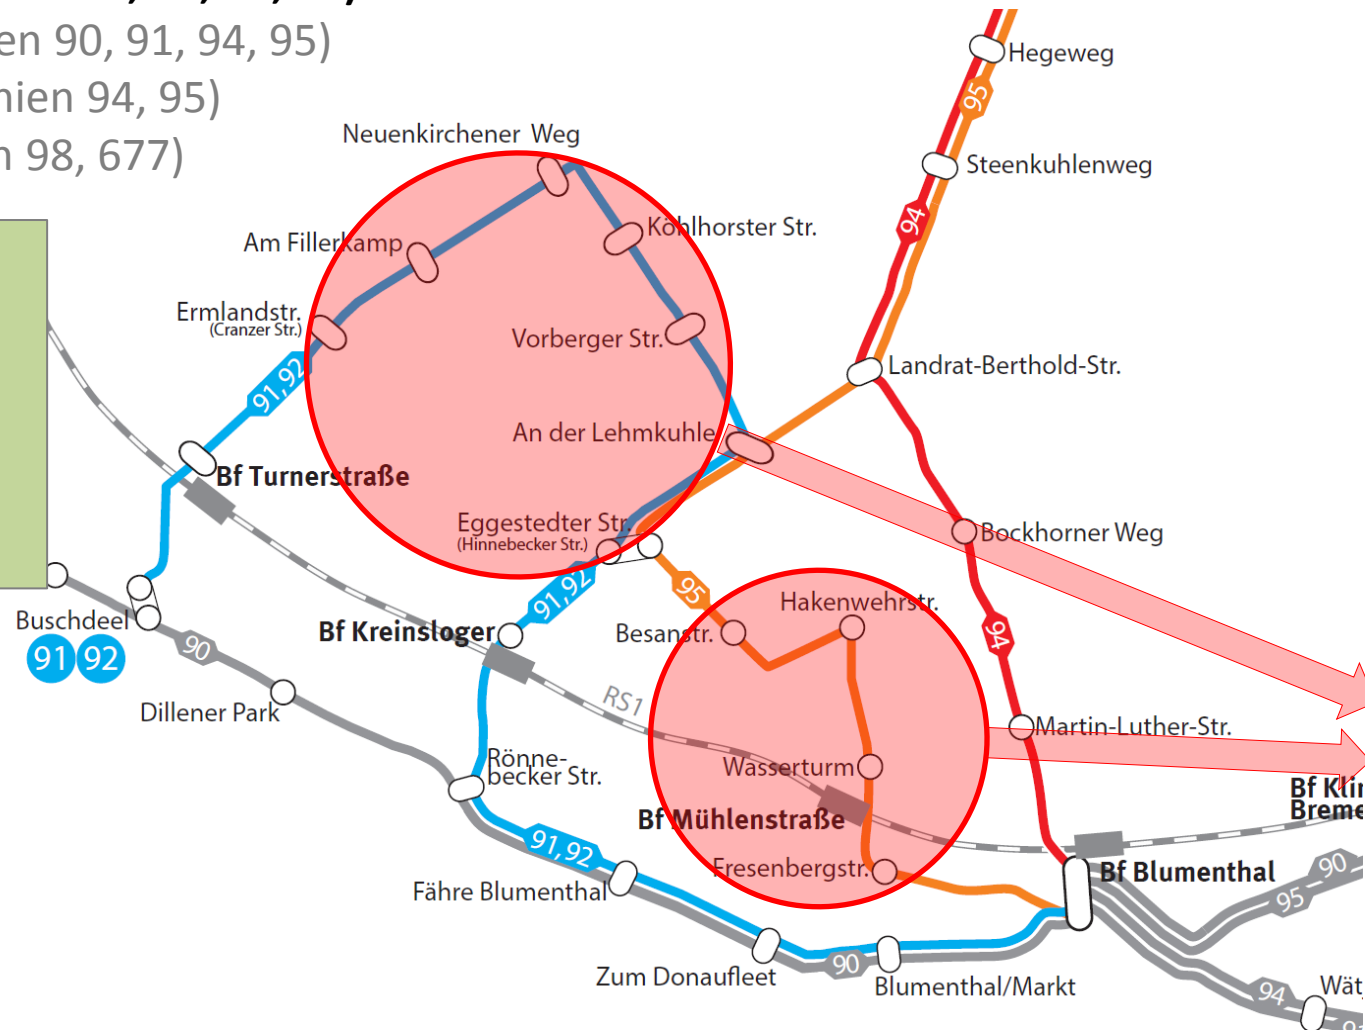 en 90, 91, 94, 95)
nien 94, 95)
n 98, 677)
Hegeweg
95
Neuenkirchener Weg
Steenkuhlenweg
94
Köhlhorster Str.
Am Fillerkamp
Ermlandstr.
(Cranzer Str.)
Vorberger Str.
Landrat-Berthold-Str.
91,92
An der Lehmkuhle
Bf Turnerstraße
Eggestedter Str.
(Hinnebecker Str.)
Bockhorner Weg
91,92
95
Hakenwehrstr.
Buschdeel
91 92
90
Bf Kreinsloger
Besanstr.
94
Dillener Park
RS1
Martin-Luther-Str.
Rönne-
becker Str.
Wasserturm
Bf Mühlenstraße
Bf Klin
Breme
91,92
Fähre Blumenthal
Fresenbergstr.
Bf Blumenthal
90
95
Zum Donaufleet
90
Blumenthal/Markt
94
Wätj